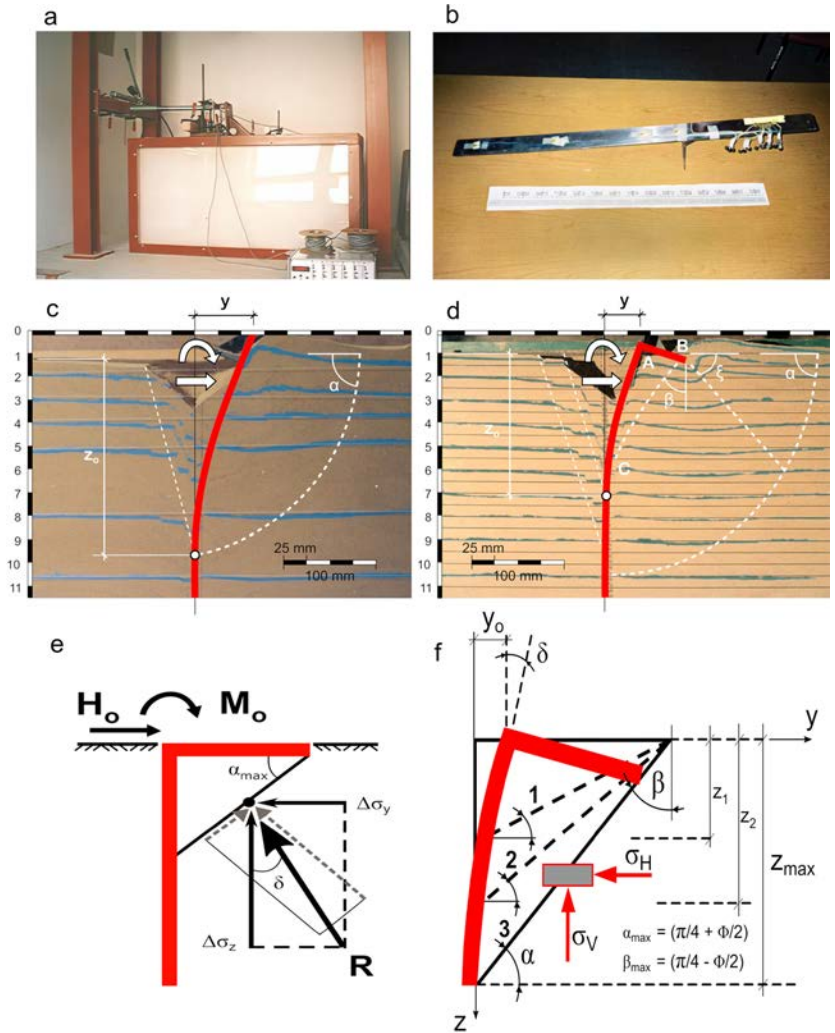 a
b
c
y
0
1
2
3
4
5
6
7
8
9
10
11
z₀
α
25 mm
100 mm
d
y
0
1
2
3
4
5
6
7
8
9
10
11
A
B
C
z₀
β
ξ
α
25 mm
100 mm
e
H₀
M₀
α_max
Δσ_y
δ
Δσ_z
R
f
y₀
δ
y
β
1
2
3
z₁
z₂
z_max
σ_H
σ_V
α
α_max = (π/4 + Φ/2)
β_max = (π/4 - Φ/2)
z